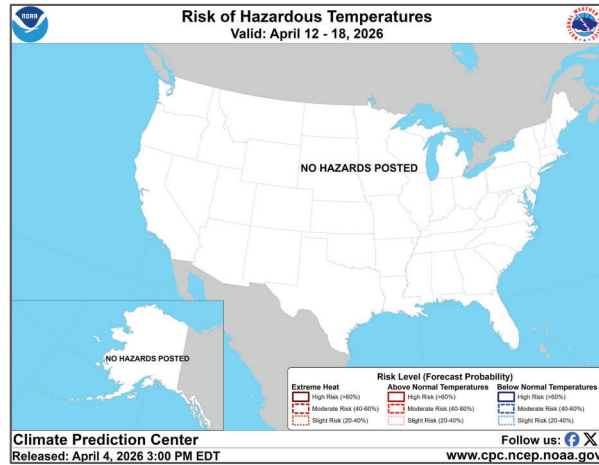 NOAA
Risk of Hazardous Temperatures
Valid: April 12 - 18, 2026
NO HAZARDS POSTED
NO HAZARDS POSTED
Risk Level (Forecast Probability)
Extreme Heat
High Risk (>60%)
Moderate Risk (40-60%)
Slight Risk (20-40%)
Above Normal Temperatures
High Risk (>60%)
Moderate Risk (40-60%)
Slight Risk (20-40%)
Below Normal Temperatures
High Risk (>60%)
Moderate Risk (40-60%)
Slight Risk (20-40%)
Climate Prediction Center
Released: April 4, 2026 3:00 PM EDT
Follow us:
www.cpc.ncep.noaa.gov